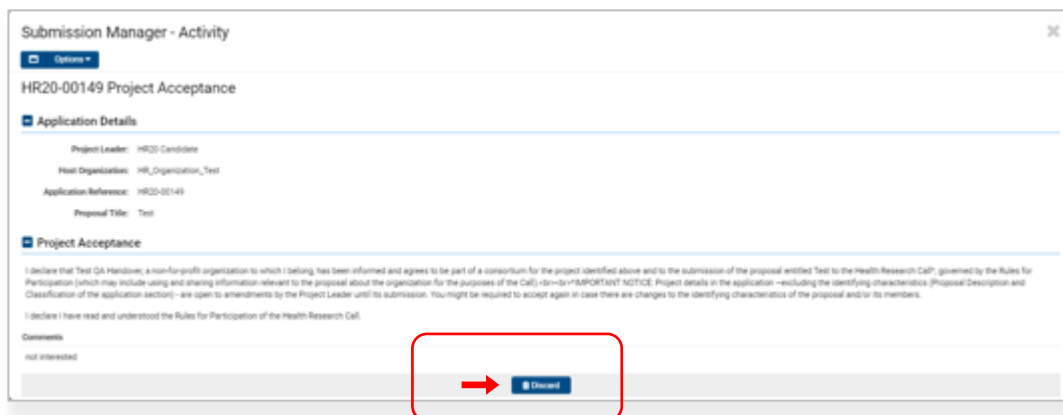 Submission Manager - Activity
Options
HR20-00149 Project Acceptance
Application Details
Project Leader: HR20 Candidate
Host Organization: HR_Organization_Test
Application Reference: HR20-00149
Proposal Title: Test
Project Acceptance
I declare that Test QA Handover, a non-for-profit organization to which I belong, has been informed and agrees to be part of a consortium for the project identified above and to the submission of the proposal entitled Test to the Health Research Call*, governed by the Rules for
Participation (which may include using and sharing information relevant to the proposal about the organization for the purposes of the Call).<br><br>*IMPORTANT NOTICE: Project details in the application –excluding the identifying characteristics (Proposal Description and
Classification of the application section) - are open to amendments by the Project Leader until its submission. You might be required to accept again in case there are changes to the identifying characteristics of the proposal and/or its members.
I declare I have read and understood the Rules for Participation of the Health Research Call.
Comments
not interested
Discard